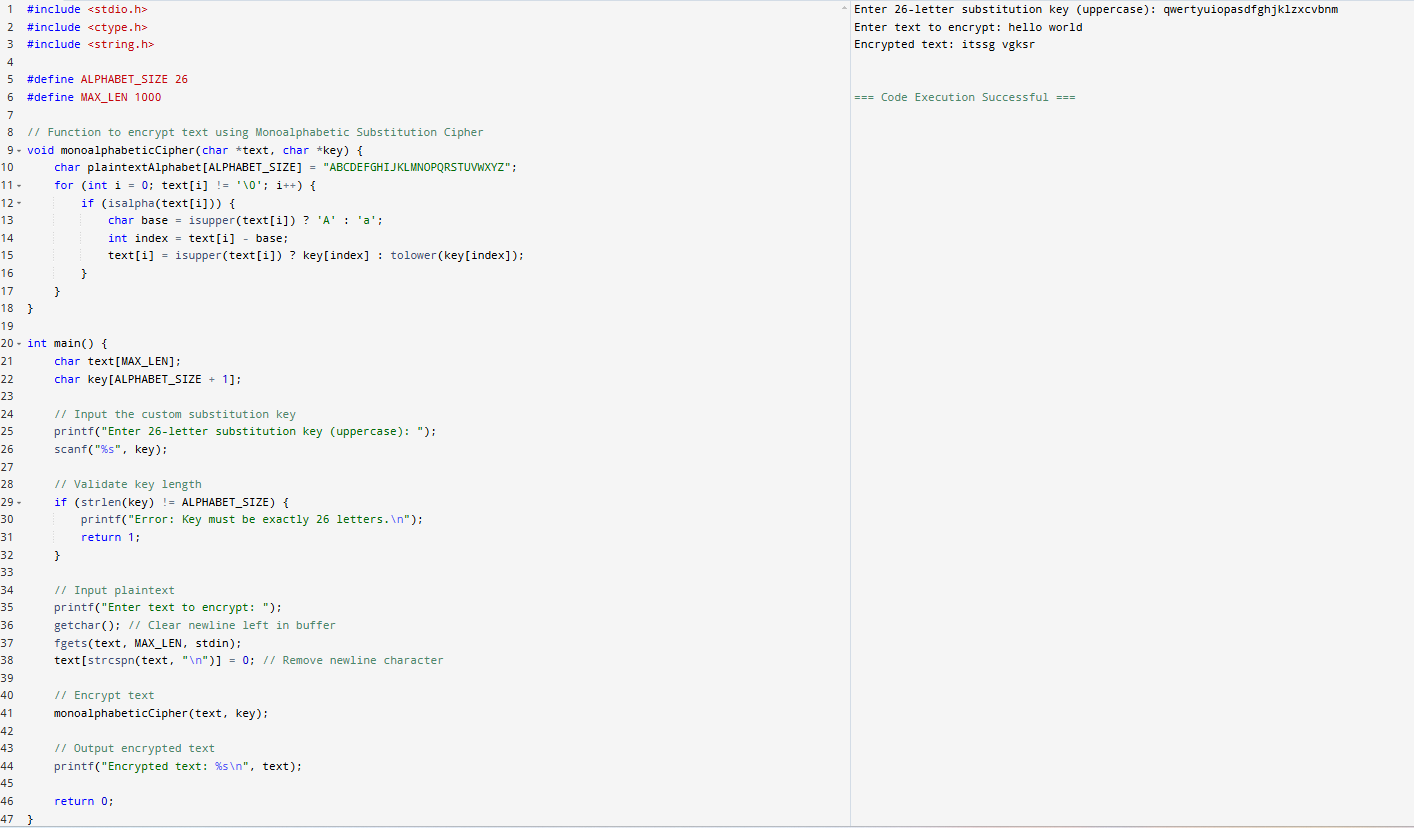 1 #include <stdio.h>
2 #include <ctype.h>
3 #include <string.h>
4
5 #define ALPHABET_SIZE 26
6 #define MAX_LEN 1000
7
8 // Function to encrypt text using Monoalphabetic Substitution Cipher
9 void monoalphabeticCipher(char *text, char *key) {
10     char plaintextAlphabet[ALPHABET_SIZE] = "ABCDEFGHIJKLMNOPQRSTUVWXYZ";
11     for (int i = 0; text[i] != '\0'; i++) {
12         if (isalpha(text[i])) {
13             char base = isupper(text[i]) ? 'A' : 'a';
14             int index = text[i] - base;
15             text[i] = isupper(text[i]) ? key[index] : tolower(key[index]);
16         }
17     }
18 }
19
20 int main() {
21     char text[MAX_LEN];
22     char key[ALPHABET_SIZE + 1];
23
24     // Input the custom substitution key
25     printf("Enter 26-letter substitution key (uppercase): ");
26     scanf("%s", key);
27
28     // Validate key length
29     if (strlen(key) != ALPHABET_SIZE) {
30         printf("Error: Key must be exactly 26 letters.\n");
31         return 1;
32     }
33
34     // Input plaintext
35     printf("Enter text to encrypt: ");
36     getchar(); // Clear newline left in buffer
37     fgets(text, MAX_LEN, stdin);
38     text[strcspn(text, "\n")] = 0; // Remove newline character
39
40     // Encrypt text
41     monoalphabeticCipher(text, key);
42
43     // Output encrypted text
44     printf("Encrypted text: %s\n", text);
45
46     return 0;
47 }
Enter 26-letter substitution key (uppercase): qwertyuiopasdfghjklzxcvbnm
Enter text to encrypt: hello world
Encrypted text: itssg vgksr
=== Code Execution Successful ===